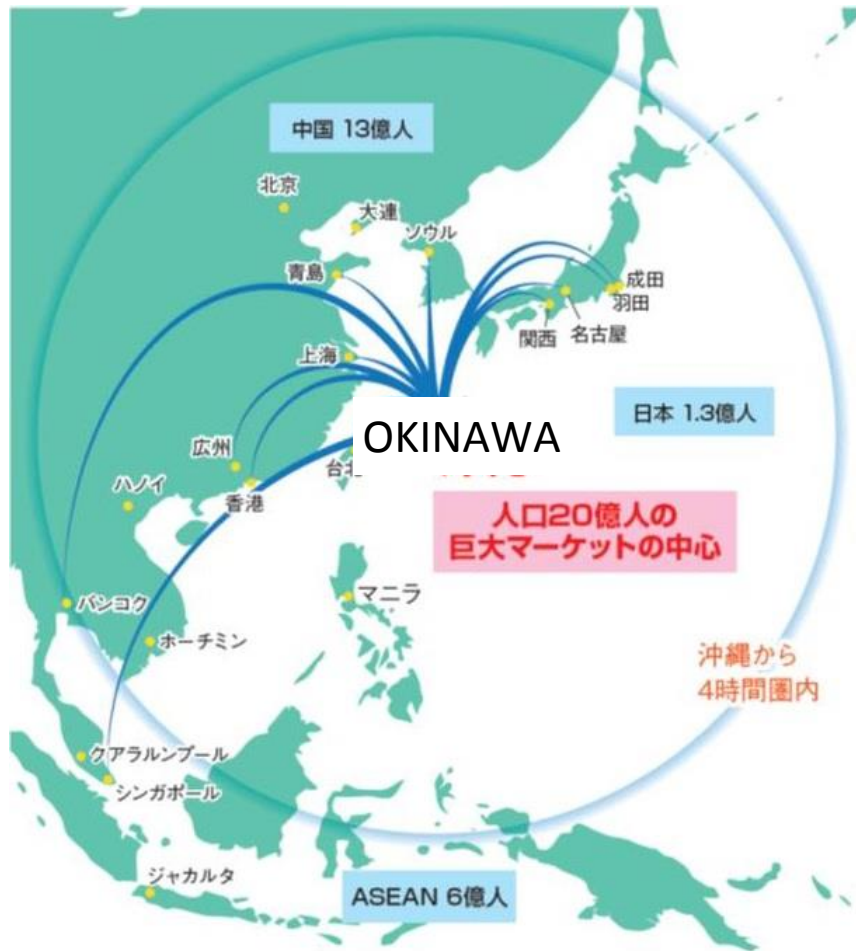 中国 13億人
北京
大連
ソウル
青島
成田
羽田
名古屋
関西
上海
日本 1.3億人
OKINAWA
広州
台北
香港
ハノイ
人口20億人の
巨大マーケットの中心
バンコク
マニラ
ホーチミン
沖縄から
4時間圏内
クアラルンプール
シンガポール
ジャカルタ
ASEAN 6億人